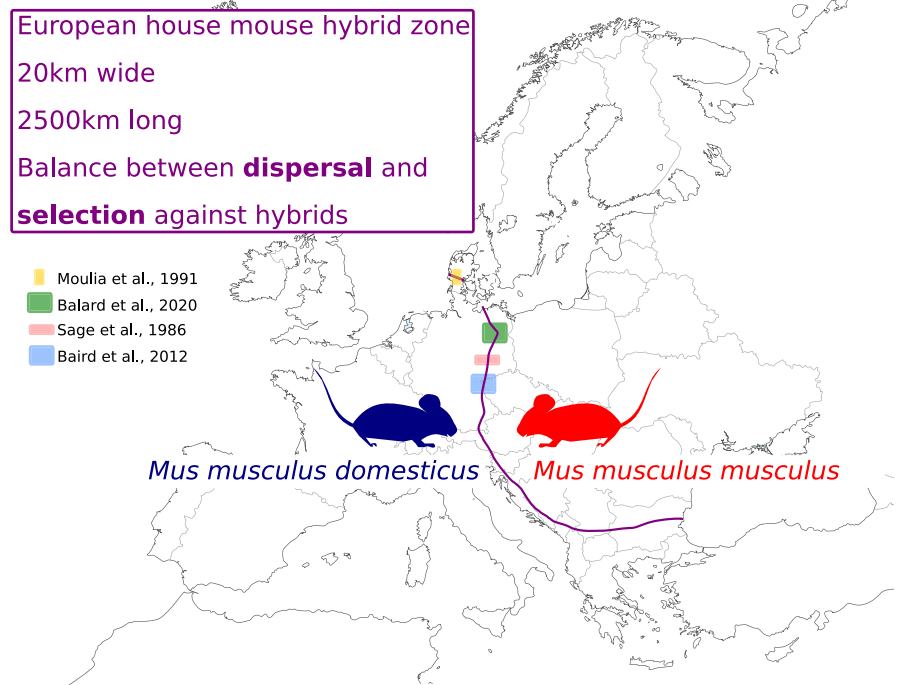 European house mouse hybrid zone
20km wide
2500km long
Balance between dispersal and
selection against hybrids
Moulia et al., 1991
Balard et al., 2020
Sage et al., 1986
Baird et al., 2012
Mus musculus domesticus
Mus musculus musculus